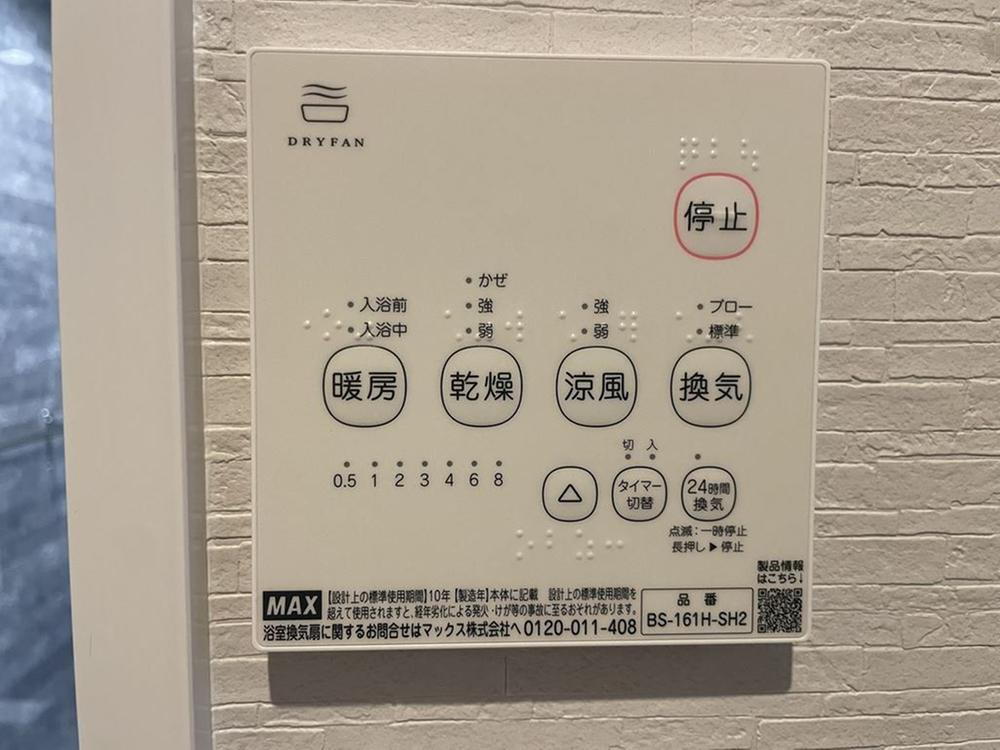 DRYFAN
停止
かぜ
入浴前 強 強 ブロー
入浴中 弱 弱 標準
暖房 乾燥 涼風 換気
切 入
0.5 1 2 3 4 6 8
△ タイマー切替 24時間換気
点滅：一時停止
長押し▶停止
製品情報
はこちら↓
MAX
【設計上の標準使用期間】10年【製造年】本体に記載 設計上の標準使用期間を
超えて使用されますと、経年劣化による発火・けが等の事故に至るおそれがあります。
浴室換気扇に関するお問合せはマックス株式会社へ 0120-011-408
品番
BS-161H-SH2